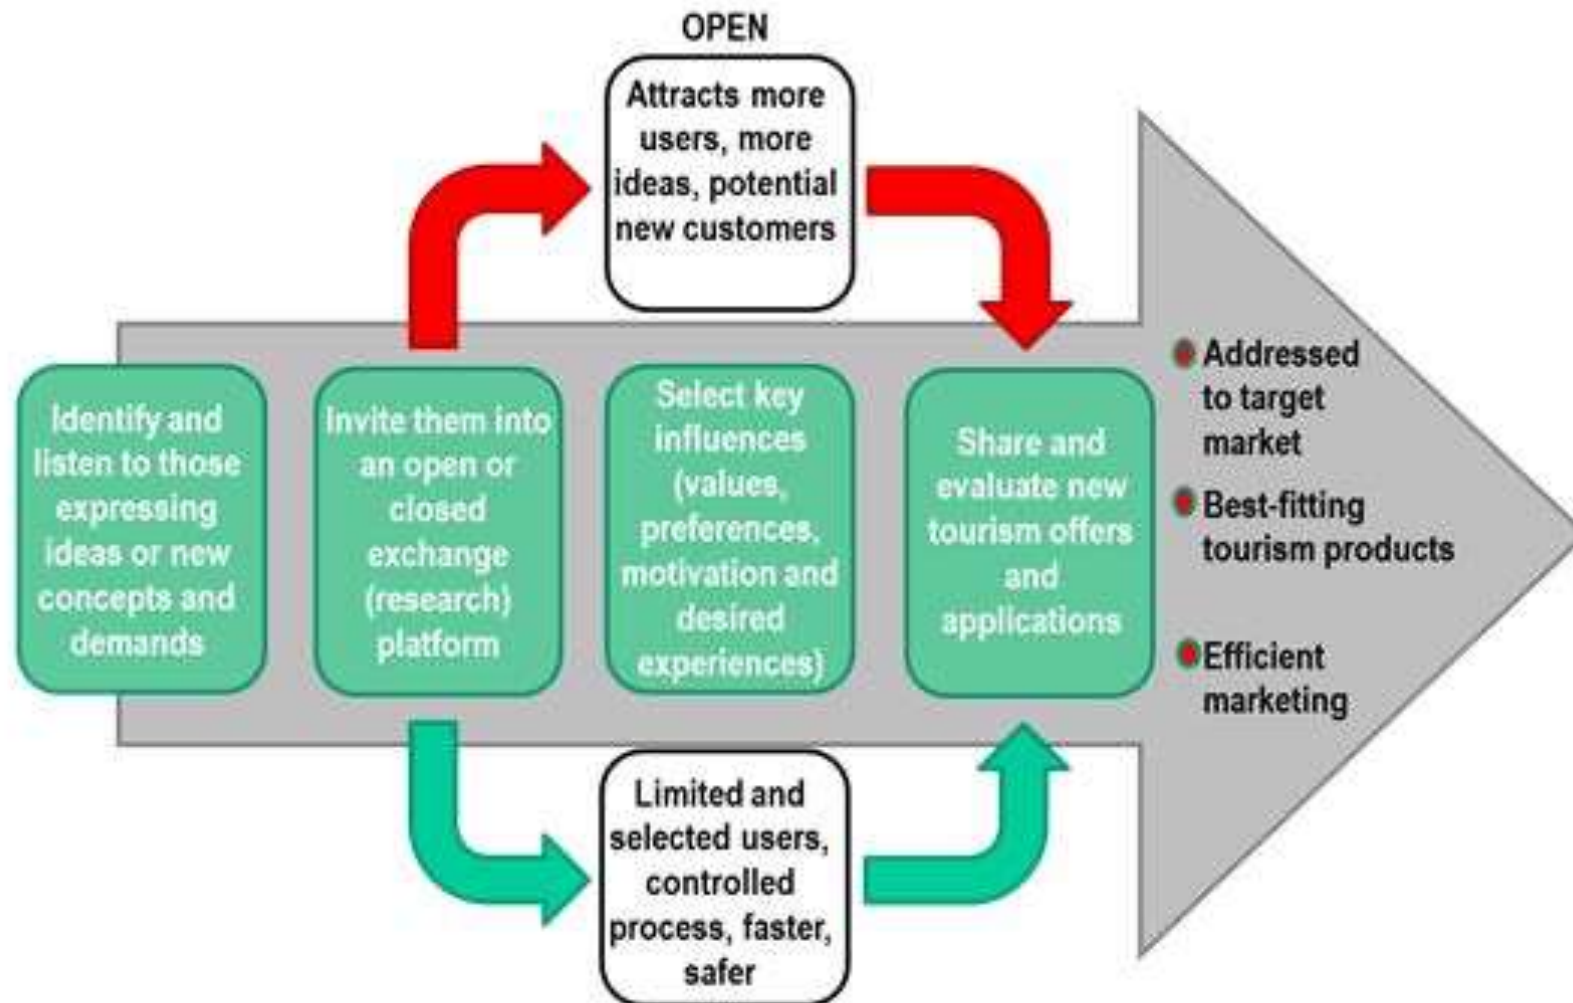 OPEN
Attracts more
users, more
ideas, potential
new customers
Identify and
listen to those
expressing
ideas or new
concepts and
demands
Invite them into
an open or
closed
exchange
(research)
platform
Select key
influences
(values,
preferences,
motivation and
desired
experiences)
Share and
evaluate new
tourism offers
and
applications
Addressed
to target
market
Best-fitting
tourism products
Efficient
marketing
Limited and
selected users,
controlled
process, faster,
safer